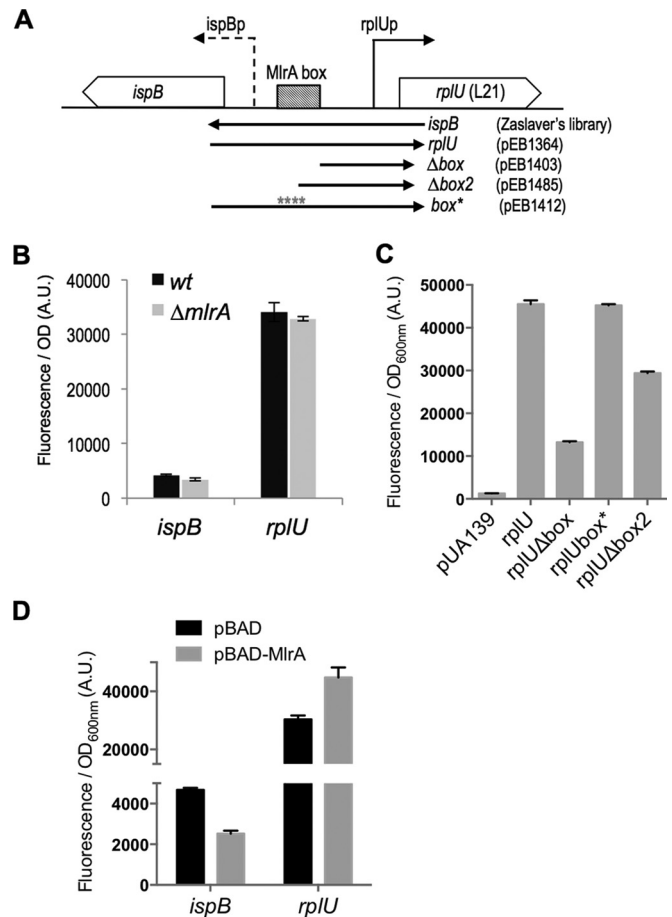 A
ispBp
rplUp
MlrA box
ispB
rplU (L21)
ispB (Zaslaver's library)
rplU (pEB1364)
Δbox (pEB1403)
Δbox2 (pEB1485)
**** box* (pEB1412)
B
Fluorescence / OD (A.U.)
40000
30000
20000
10000
0
wt
ΔmlrA
ispB rplU
C
Fluorescence / OD600nm (A.U.)
50000
40000
30000
20000
10000
0
pUA139
rplU
rplUΔbox
rplUbox*
rplUΔbox2
D
Fluorescence / OD600nm (A.U.)
pBAD
pBAD-MlrA
40000
20000
4000
2000
0
ispB rplU